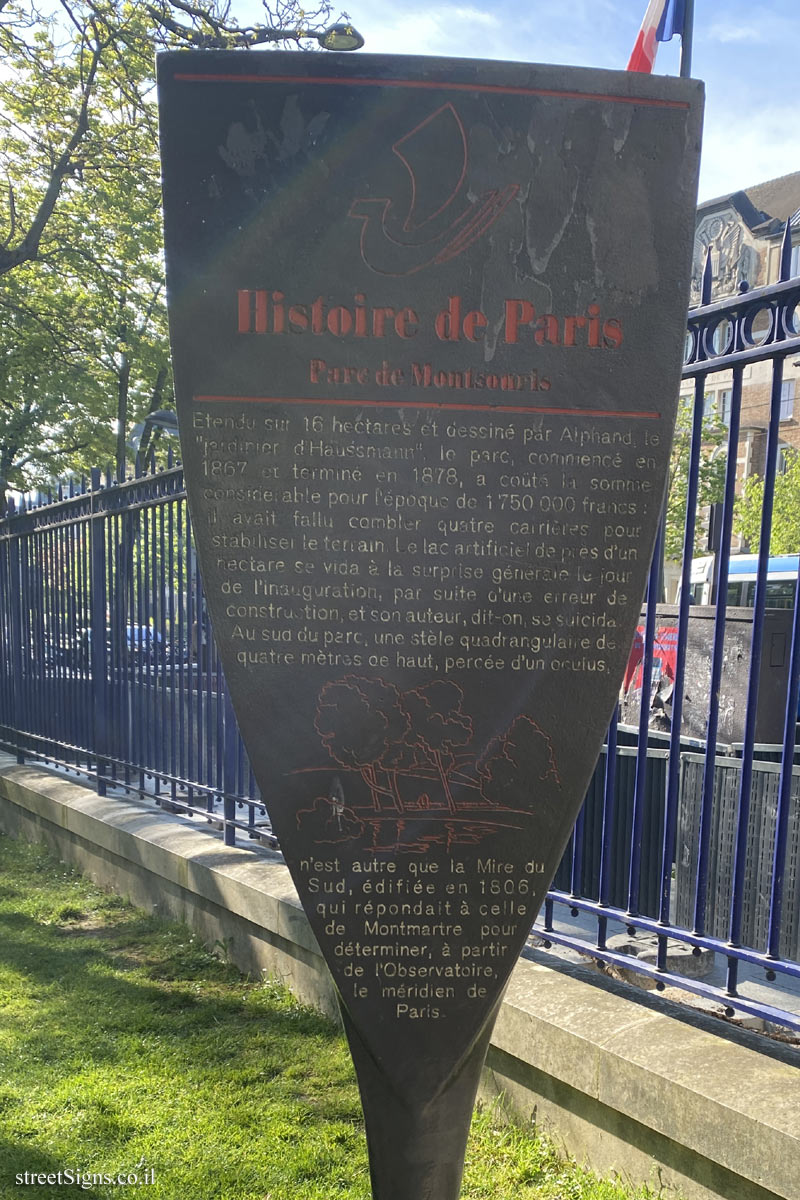 Histoire de Paris
Parc de Montsouris
Etendu sur 16 hectares et dessiné par Alphand, le
"jardinier d'Haussmann", le parc, commencé en
1867 et terminé en 1878, a coûté la somme
considérable pour l'époque de 1 750 000 francs :
il avait fallu combler quatre carrières pour
stabiliser le terrain. Le lac artificiel de près d'un
hectare se vida à la surprise générale le jour
de l'inauguration, par suite d'une erreur de
construction, et son auteur, dit-on, se suicida.
Au sud du parc, une stèle quadrangulaire de
quatre mètres de haut, percée d'un oculus,
n'est autre que la Mire du
Sud, édifiée en 1806,
qui répondait à celle
de Montmartre pour
déterminer, à partir
de l'Observatoire,
le méridien de
Paris.
streetSigns.co.il